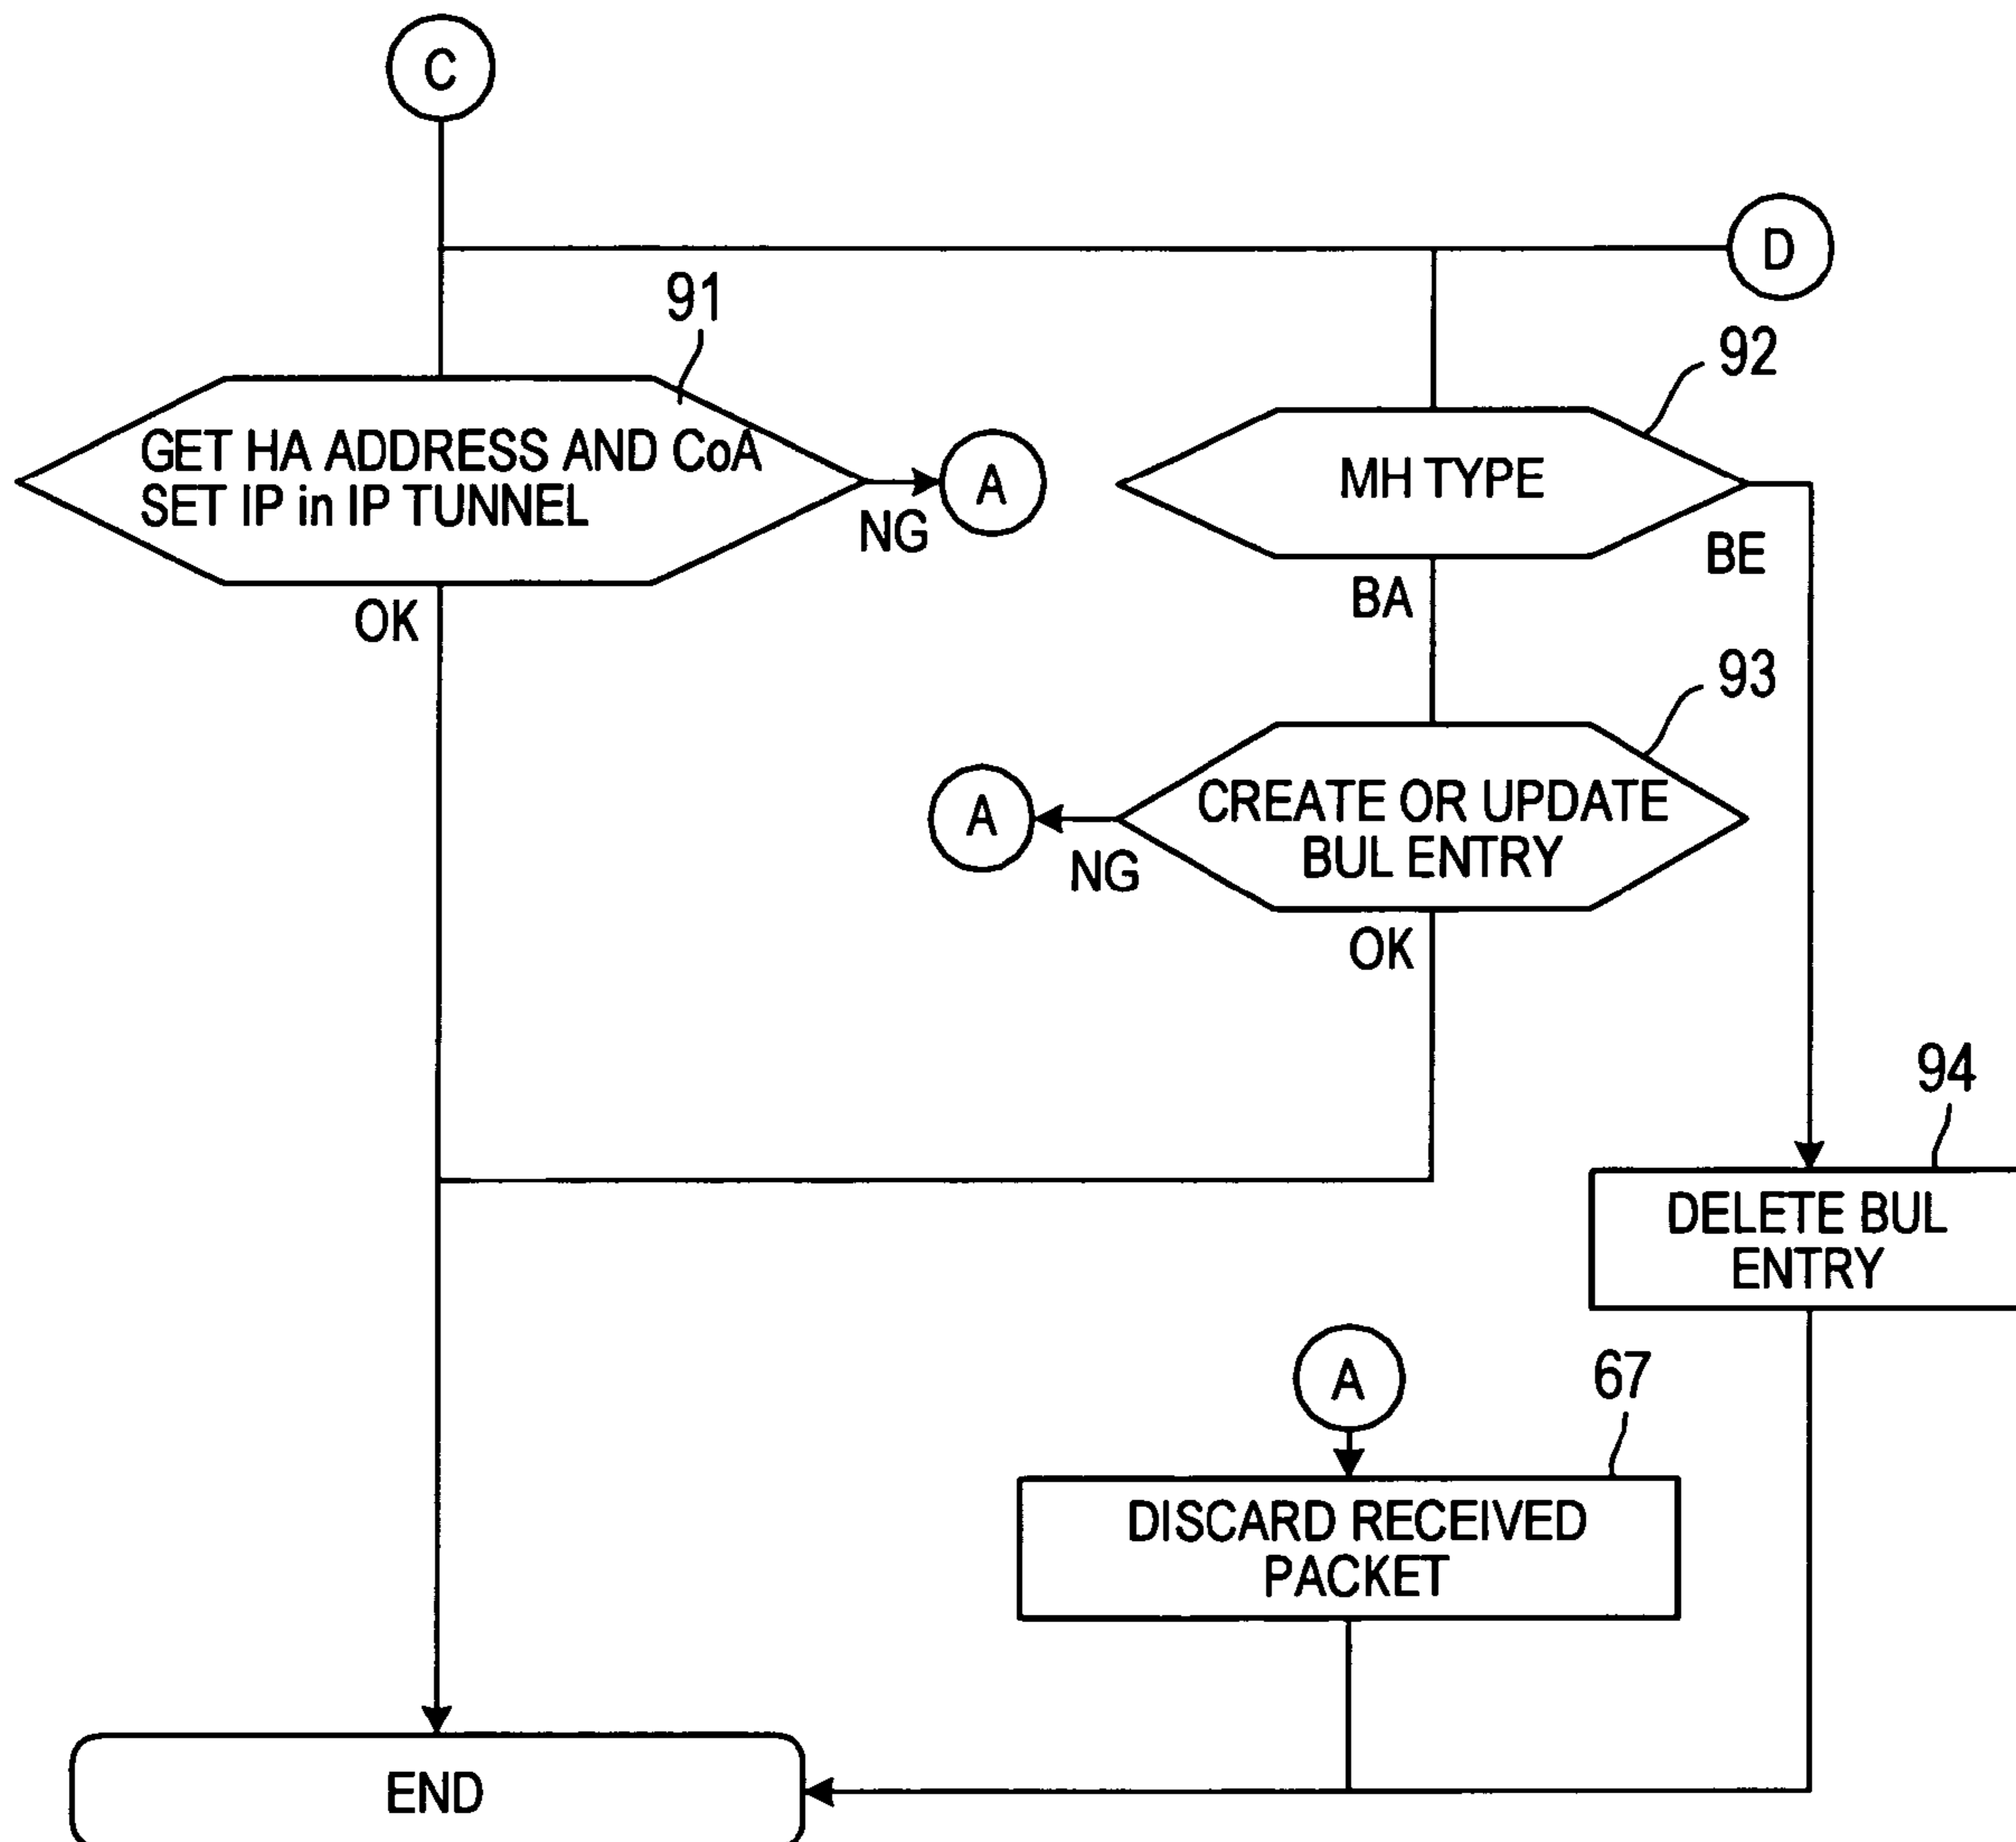 C
D
91
92
GET HA ADDRESS AND CoA
SET IP in IP TUNNEL
A
NG
MH TYPE
BE
OK
BA
93
A
CREATE OR UPDATE
BUL ENTRY
NG
OK
94
DELETE BUL
ENTRY
A
67
DISCARD RECEIVED
PACKET
END